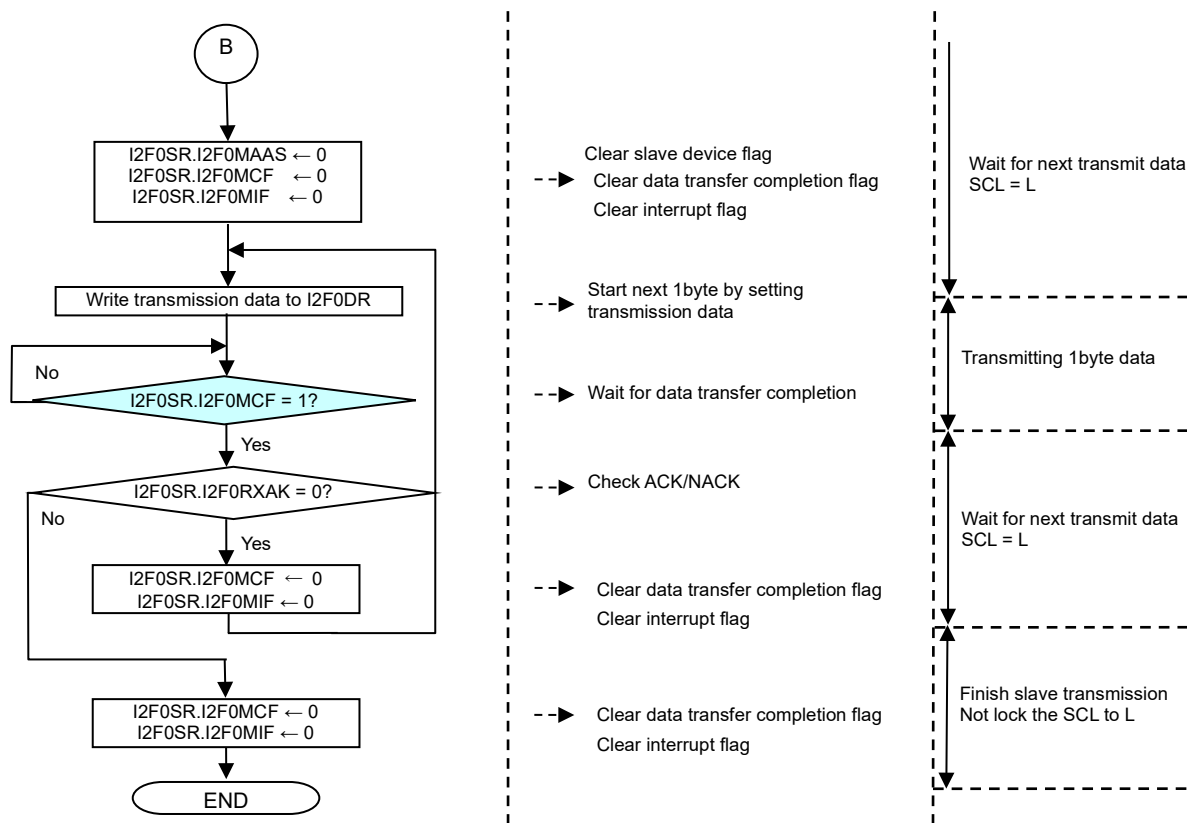 B
I2F0SR.I2F0MAAS ← 0
I2F0SR.I2F0MCF ← 0
I2F0SR.I2F0MIF ← 0
Clear slave device flag
Clear data transfer completion flag
Clear interrupt flag
Wait for next transmit data
SCL = L
Write transmission data to I2F0DR
Start next 1byte by setting
transmission data
Transmitting 1byte data
No
I2F0SR.I2F0MCF = 1?
Wait for data transfer completion
Yes
I2F0SR.I2F0RXAK = 0?
Check ACK/NACK
No
Yes
Wait for next transmit data
SCL = L
I2F0SR.I2F0MCF ← 0
I2F0SR.I2F0MIF ← 0
Clear data transfer completion flag
Clear interrupt flag
Finish slave transmission
Not lock the SCL to L
I2F0SR.I2F0MCF ← 0
I2F0SR.I2F0MIF ← 0
Clear data transfer completion flag
Clear interrupt flag
END